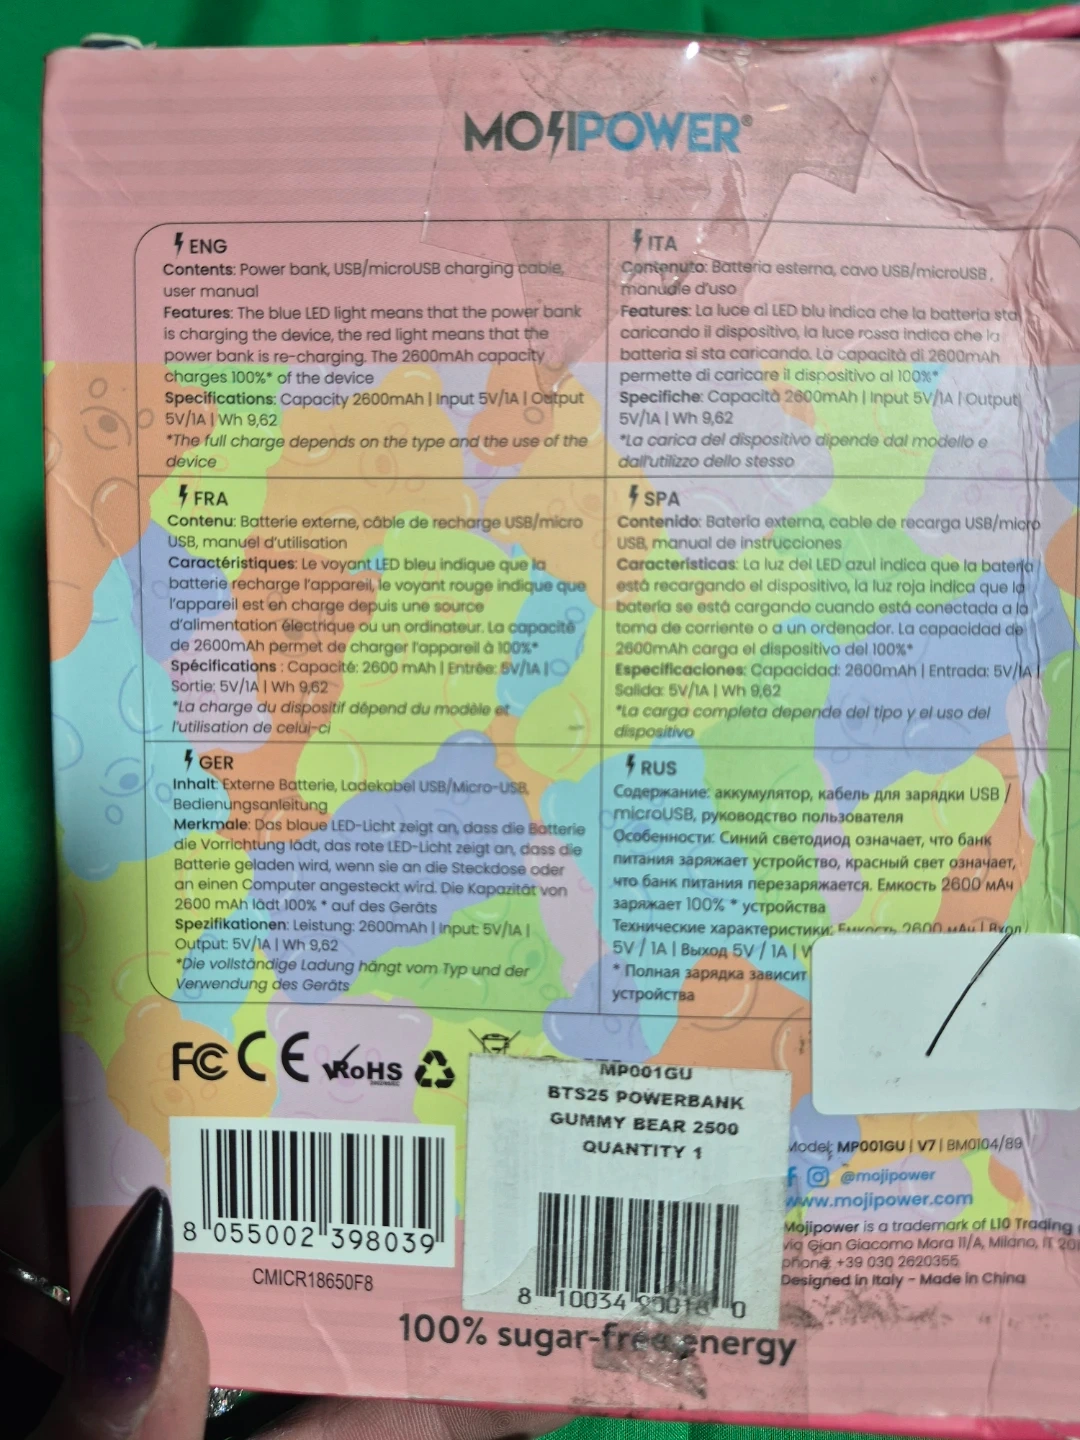 MOJIPOWER®
ENG
Contents: Power bank, USB/microUSB charging cable,
user manual
Features: The blue LED light means that the power bank
is charging the device, the red light means that the
power bank is re-charging. The 2600mAh capacity
charges 100%* of the device
Specifications: Capacity 2600mAh | Input 5V/1A | Output
5V/1A | Wh 9,62
*The full charge depends on the type and the use of the
device
ITA
Contenuto: Batteria esterna, cavo USB/microUSB,
manuale d'uso
Features: La luce al LED blu indica che la batteria sta
caricando il dispositivo, la luce rossa indica che la
batteria si sta caricando. La capacità di 2600mAh
permette di caricare il dispositivo al 100%*
Specifiche: Capacità 2600mAh | Input 5V/1A | Output
5V/1A | Wh 9,62
*La carica del dispositivo dipende dal modello e
dall'utilizzo dello stesso
FRA
Contenu: Batterie externe, câble de recharge USB/micro
USB, manuel d'utilisation
Caractéristiques: Le voyant LED bleu indique que la
batterie recharge l'appareil, le voyant rouge indique que
l'appareil est en charge depuis une source
d'alimentation électrique ou un ordinateur. La capacité
de 2600mAh permet de charger l'appareil à 100%*
Spécifications : Capacité: 2600 mAh | Entrée: 5V/1A |
Sortie: 5V/1A | Wh 9,62
*La charge du dispositif dépend du modèle et
l'utilisation de celui-ci
SPA
Contenido: Batería externa, cable de recarga USB/micro
USB, manual de instrucciones
Características: La luz del LED azul indica que la batería
está recargando el dispositivo, la luz roja indica que la
batería se está cargando cuando está conectada a la
toma de corriente o a un ordenador. La capacidad de
2600mAh carga el dispositivo del 100%*
Especificaciones: Capacidad: 2600mAh | Entrada: 5V/1A |
Salida: 5V/1A | Wh 9,62
*La carga completa depende del tipo y el uso del
dispositivo
GER
Inhalt: Externe Batterie, Ladekabel USB/Micro-USB,
Bedienungsanleitung
Merkmale: Das blaue LED-Licht zeigt an, dass die Batterie
die Vorrichtung lädt, das rote LED-Licht zeigt an, dass die
Batterie geladen wird, wenn sie an die Steckdose oder
an einen Computer angesteckt wird. Die Kapazität von
2600 mAh lädt 100% * auf des Geräts
Spezifikationen: Leistung: 2600mAh | Input: 5V/1A |
Output: 5V/1A | Wh 9,62
*Die vollständige Ladung hängt vom Typ und der
Verwendung des Geräts
RUS
Содержание: аккумулятор, кабель для зарядки USB /
microUSB, руководство пользователя
Особенности: Синий светодиод означает, что банк
питания заряжает устройство, красный свет означает,
что банк питания перезаряжается. Емкость 2600 мАч
заряжает 100% * устройства
Технические характеристики: Емкость 2600 мАч | Вход
5V / 1A | Выход 5V / 1A | W
* Полная зарядка зависит
устройства
FC CE RoHS
MP001GU
BTS25 POWERBANK
GUMMY BEAR 2500
QUANTITY 1
8 10034 0
8 055002 398039
CMICR18650F8
Model: MP001GU | V7 | BM0104/89
@mojipower
www.mojipower.com
Mojipower is a trademark of L10 Trading
via Gian Giacomo Mora 11/A, Milano, IT 20
phone: +39 030 2620355
Designed in Italy - Made in China
100% sugar-free energy